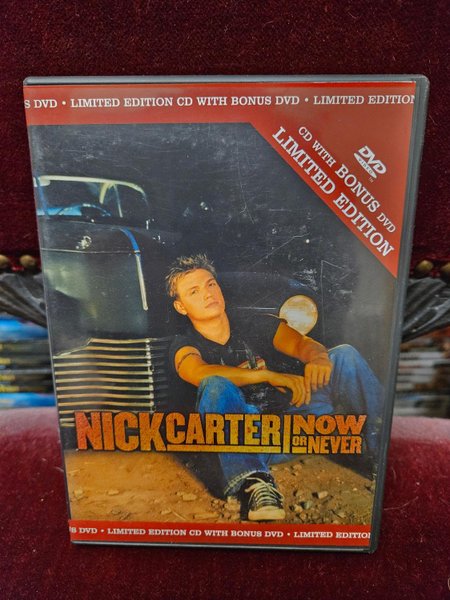 S DVD • LIMITED EDITION CD WITH BONUS DVD • LIMITED EDITION
DVD
VIDEO
CD WITH BONUS DVD
LIMITED EDITION
NICK CARTER | NOW
OR NEVER
S DVD • LIMITED EDITION CD WITH BONUS DVD • LIMITED EDITION